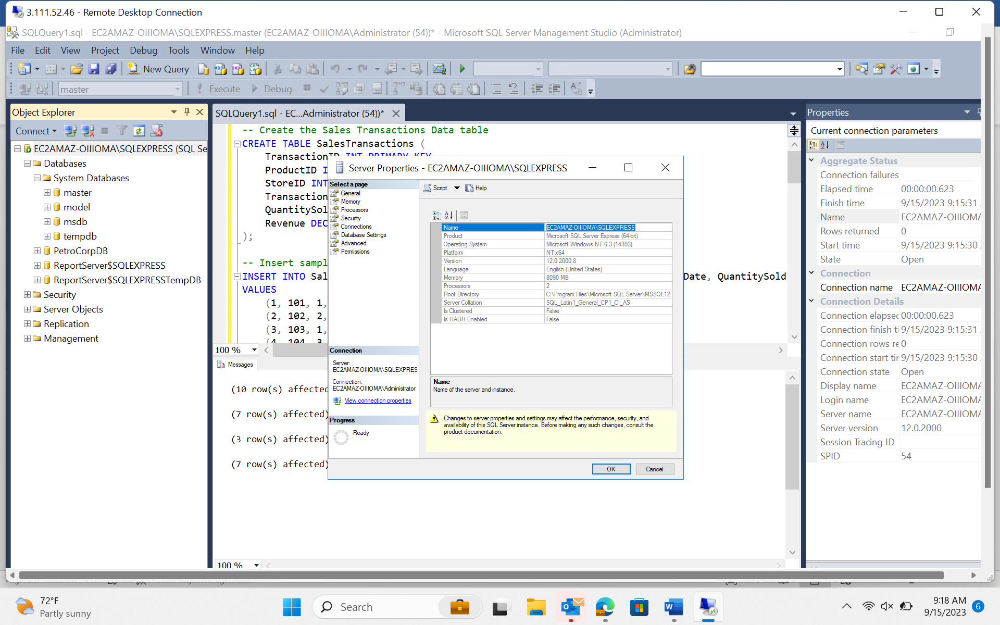 3.111.52.46 - Remote Desktop Connection
SQLQuery1.sql - EC2AMAZ-OIIIOMA\SQLEXPRESS.master (EC2AMAZ-OIIIOMA\Administrator (54))* - Microsoft SQL Server Management Studio (Administrator)
File Edit View Project Debug Tools Window Help
New Query
master Execute Debug
Object Explorer
Connect
EC2AMAZ-OIIIOMA\SQLEXPRESS (SQL Se
Databases
System Databases
master
model
msdb
tempdb
PetroCorpDB
ReportServer$SQLEXPRESS
ReportServer$SQLEXPRESSTempDB
Security
Server Objects
Replication
Management
SQLQuery1.sql - EC...Administrator (54))*
-- Create the Sales Transactions Data table
CREATE TABLE SalesTransactions (
TransactionID INT PRIMARY KEY
ProductID I
StoreID INT
Transaction
QuantitySol
Revenue DEC
);
-- Insert sampl
INSERT INTO Sal Date, QuantitySold
VALUES
(1, 101, 1,
(2, 102, 2,
(3, 103, 1,
(4, 104, 3
100 %
Messages
(10 row(s) affected
(7 row(s) affected)
(3 row(s) affected)
(7 row(s) affected)
100 %
Server Properties - EC2AMAZ-OIIIOMA\SQLEXPRESS
Select a page
General
Memory
Processors
Security
Connections
Database Settings
Advanced
Permissions
Connection
Server:
EC2AMAZ-OIIIOMA\SQLEXPRES
Connection:
EC2AMAZ-OIIIOMA\Administrator
View connection properties
Progress
Ready
Script Help
Name EC2AMAZ-OIIIOMA\SQLEXPRESS
Product Microsoft SQL Server Express (64-bit)
Operating System Microsoft Windows NT 6.3 (14393)
Platform NT x64
Version 12.0.2000.8
Language English (United States)
Memory 8090 MB
Processors 2
Root Directory C:\Program Files\Microsoft SQL Server\MSSQL12.
Server Collation SQL_Latin1_General_CP1_CI_AS
Is Clustered False
Is HADR Enabled False
Name
Name of the server and instance.
Changes to server properties and settings may affect the performance, security, and
availability of this SQL Server instance. Before making any such changes, consult the
product documentation.
OK Cancel
Properties
Current connection parameters
Aggregate Status
Connection failures
Elapsed time 00:00:00.623
Finish time 9/15/2023 9:15:31
Name EC2AMAZ-OIIIOMA
Rows returned 0
Start time 9/15/2023 9:15:30
State Open
Connection
Connection name EC2AMAZ-OIIIOMA
Connection Details
Connection elapsec 00:00:00.623
Connection finish ti 9/15/2023 9:15:31
Connection rows re 0
Connection start tir 9/15/2023 9:15:30
Connection state Open
Display name EC2AMAZ-OIIIOMA
Login name EC2AMAZ-OIIIOMA
Server name EC2AMAZ-OIIIOMA
Server version 12.0.2000
Session Tracing ID
SPID 54
72°F
Partly sunny
Search
9:18 AM
9/15/2023
6